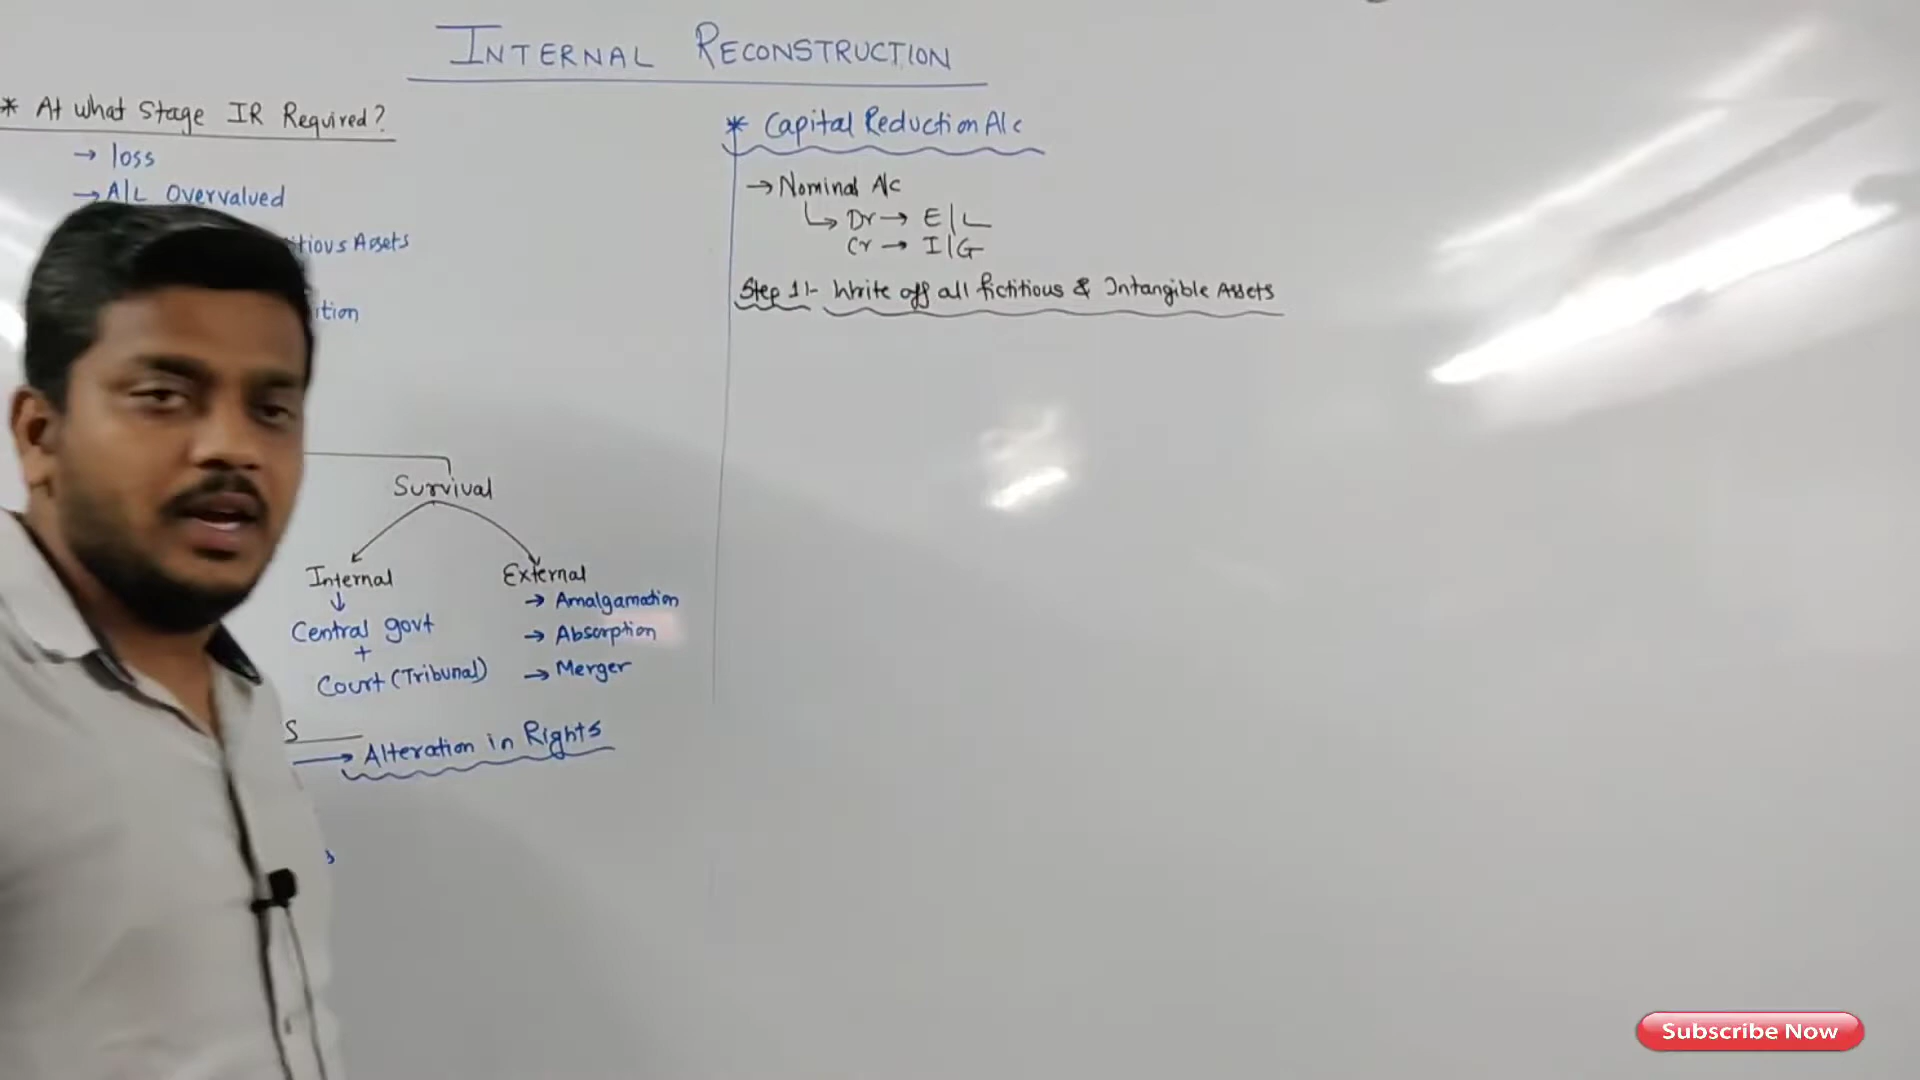 INTERNAL RECONSTRUCTION
* At what Stage IR Required?
→ loss
→ A/L Overvalued
Assets
Survival
Internal
External
↓
Central govt
+
Court (Tribunal)
→ Amalgamation
→ Absorption
→ Merger
S
→ Alteration in Rights
* Capital Reduction A/c
→ Nominal A/c
↳ Dr → E/L
Cr → I/G
Step 1:- Write off all fictitious & Intangible Assets
Subscribe Now